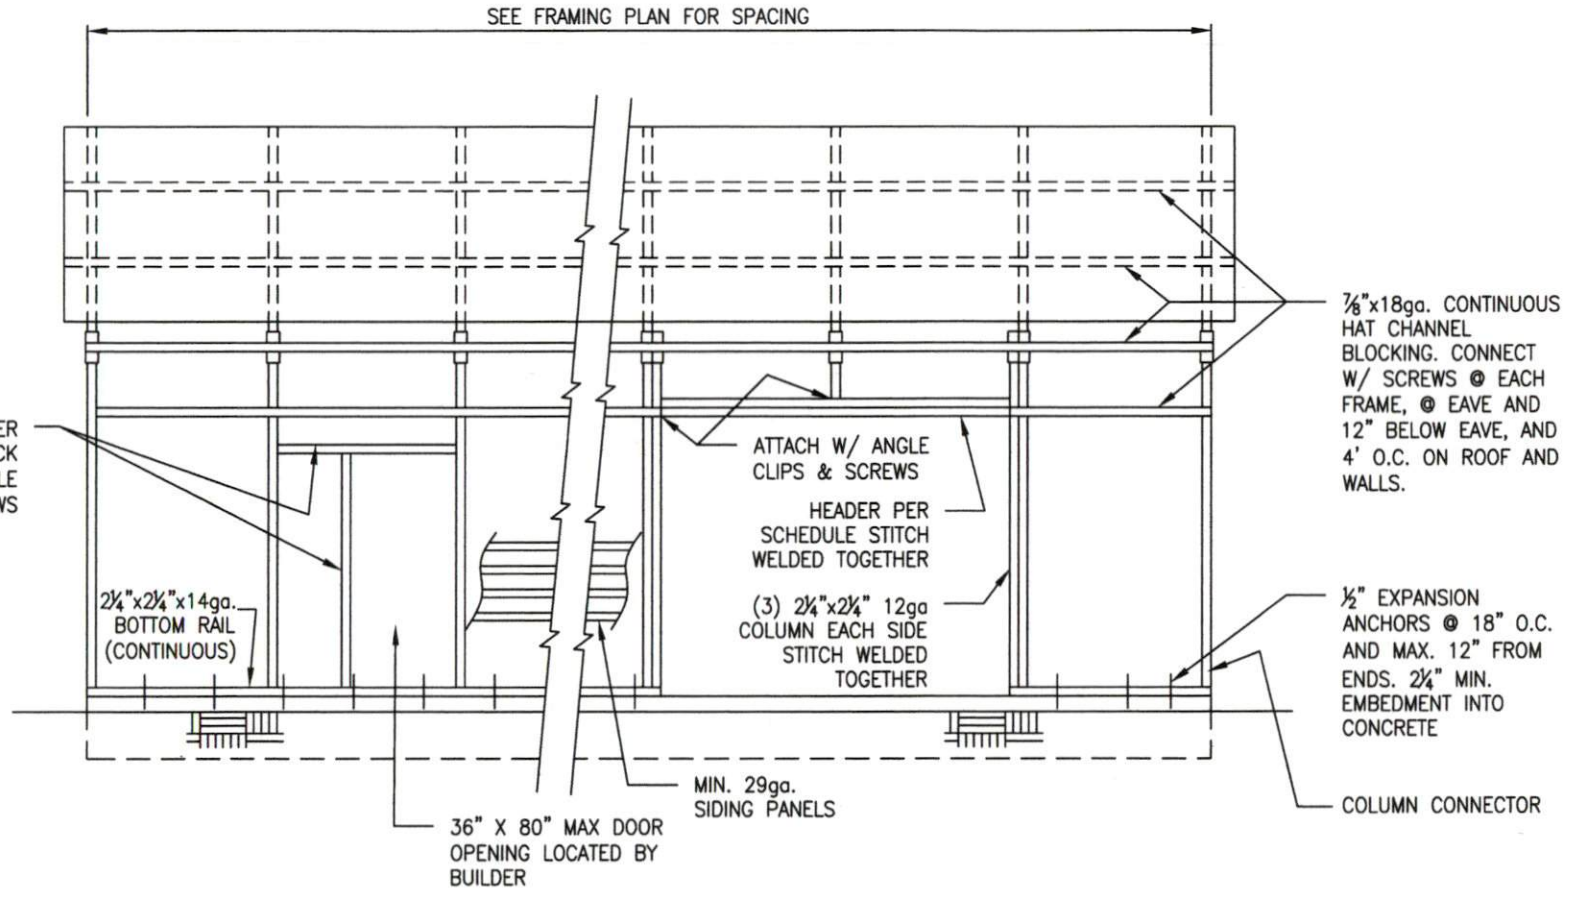 SEE FRAMING PLAN FOR SPACING
⅞"x18ga. CONTINUOUS
HAT CHANNEL
BLOCKING. CONNECT
W/ SCREWS @ EACH
FRAME, @ EAVE AND
12" BELOW EAVE, AND
4' O.C. ON ROOF AND
WALLS.
ER
CK
LE
WS
ATTACH W/ ANGLE
CLIPS & SCREWS
HEADER PER
SCHEDULE STITCH
WELDED TOGETHER
(3) 2¼"x2¼" 12ga
COLUMN EACH SIDE
STITCH WELDED
TOGETHER
2¼"x2¼"x14ga.
BOTTOM RAIL
(CONTINUOUS)
½" EXPANSION
ANCHORS @ 18" O.C.
AND MAX. 12" FROM
ENDS. 2¼" MIN.
EMBEDMENT INTO
CONCRETE
MIN. 29ga.
SIDING PANELS
COLUMN CONNECTOR
36" X 80" MAX DOOR
OPENING LOCATED BY
BUILDER